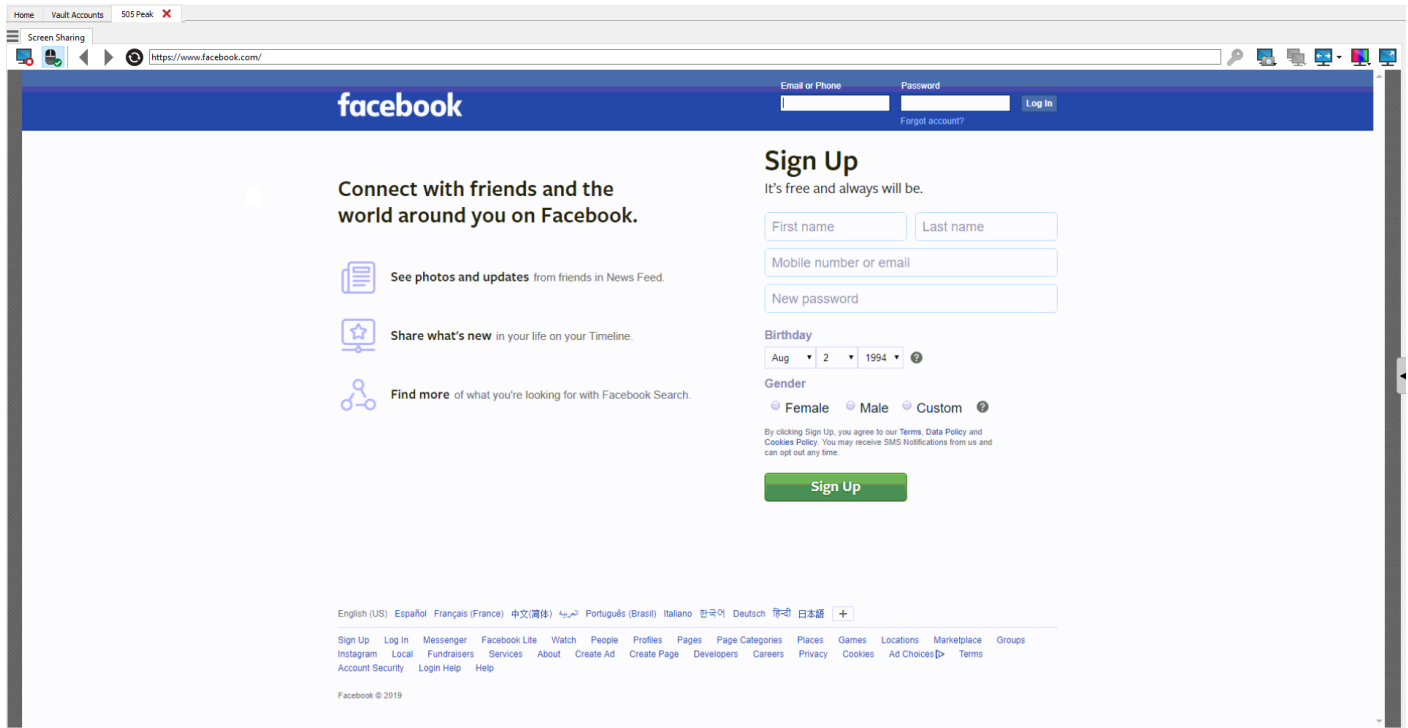 Home Vault Accounts 505 Peak
Screen Sharing
https://www.facebook.com/
Email or Phone Password
facebook
Log In
Forgot account?
Sign Up
It's free and always will be.
Connect with friends and the
world around you on Facebook.
First name Last name
Mobile number or email
New password
See photos and updates from friends in News Feed.
Share what's new in your life on your Timeline.
Find more of what you're looking for with Facebook Search.
Birthday
Aug 2 1994 ?
Gender
Female Male Custom ?
By clicking Sign Up, you agree to our Terms, Data Policy and
Cookies Policy. You may receive SMS Notifications from us and
can opt out any time.
Sign Up
English (US) Español Français (France) 中文(简体) العربية Português (Brasil) Italiano 한국어 Deutsch हिन्दी 日本語 +
Sign Up Log In Messenger Facebook Lite Watch People Profiles Pages Page Categories Places Games Locations Marketplace Groups
Instagram Local Fundraisers Services About Create Ad Create Page Developers Careers Privacy Cookies Ad Choices Terms
Account Security Login Help Help
Facebook © 2019